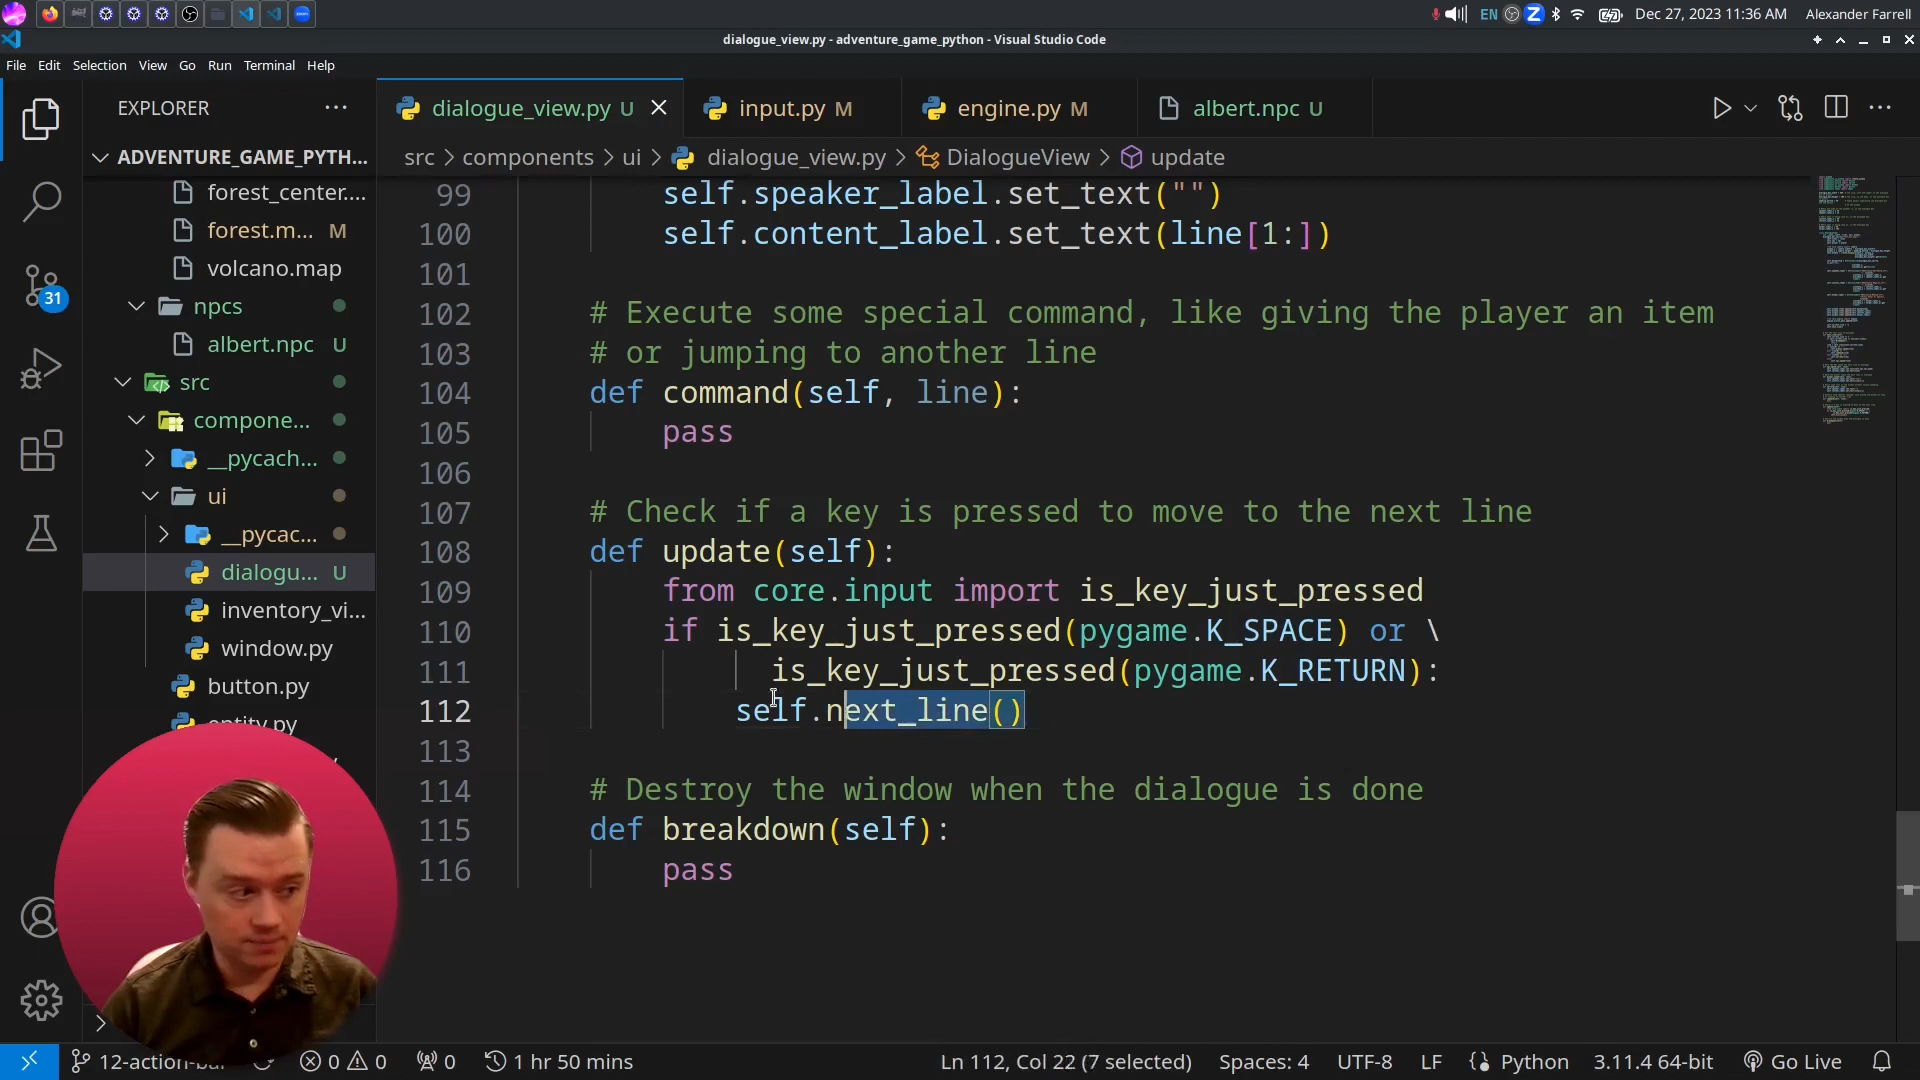 EN
Z
Dec 27, 2023 11:36 AM
Alexander Farrell
dialogue_view.py - adventure_game_python - Visual Studio Code
File Edit Selection View Go Run Terminal Help
EXPLORER
dialogue_view.py U
input.py M
engine.py M
albert.npc U
ADVENTURE_GAME_PYTH...
src > components > ui > dialogue_view.py > DialogueView > update
forest_center....
forest.m... M
volcano.map
npcs
albert.npc U
src
compone...
__pycach...
ui
__pycac...
dialogu... U
inventory_vi...
window.py
button.py
entity.py
31
99 self.speaker_label.set_text("")
100 self.content_label.set_text(line[1:])
101
102 # Execute some special command, like giving the player an item
103 # or jumping to another line
104 def command(self, line):
105 pass
106
107 # Check if a key is pressed to move to the next line
108 def update(self):
109 from core.input import is_key_just_pressed
110 if is_key_just_pressed(pygame.K_SPACE) or \
111 is_key_just_pressed(pygame.K_RETURN):
112 self.next_line()
113
114 # Destroy the window when the dialogue is done
115 def breakdown(self):
116 pass
12-action-bar
0 0
0
1 hr 50 mins
Ln 112, Col 22 (7 selected)
Spaces: 4
UTF-8
LF
Python
3.11.4 64-bit
Go Live